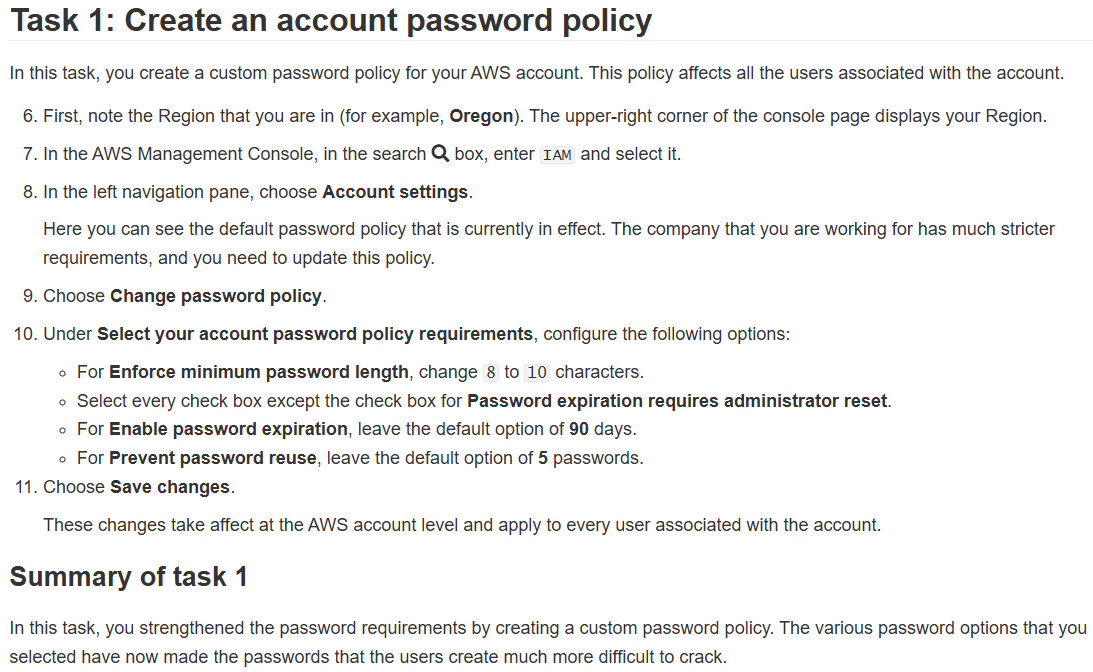 Task 1: Create an account password policy
In this task, you create a custom password policy for your AWS account. This policy affects all the users associated with the account.
6. First, note the Region that you are in (for example, Oregon). The upper-right corner of the console page displays your Region.
7. In the AWS Management Console, in the search box, enter IAM and select it.
8. In the left navigation pane, choose Account settings.
Here you can see the default password policy that is currently in effect. The company that you are working for has much stricter
requirements, and you need to update this policy.
9. Choose Change password policy.
10. Under Select your account password policy requirements, configure the following options:
◦ For Enforce minimum password length, change 8 to 10 characters.
◦ Select every check box except the check box for Password expiration requires administrator reset.
◦ For Enable password expiration, leave the default option of 90 days.
◦ For Prevent password reuse, leave the default option of 5 passwords.
11. Choose Save changes.
These changes take affect at the AWS account level and apply to every user associated with the account.
Summary of task 1
In this task, you strengthened the password requirements by creating a custom password policy. The various password options that you
selected have now made the passwords that the users create much more difficult to crack.